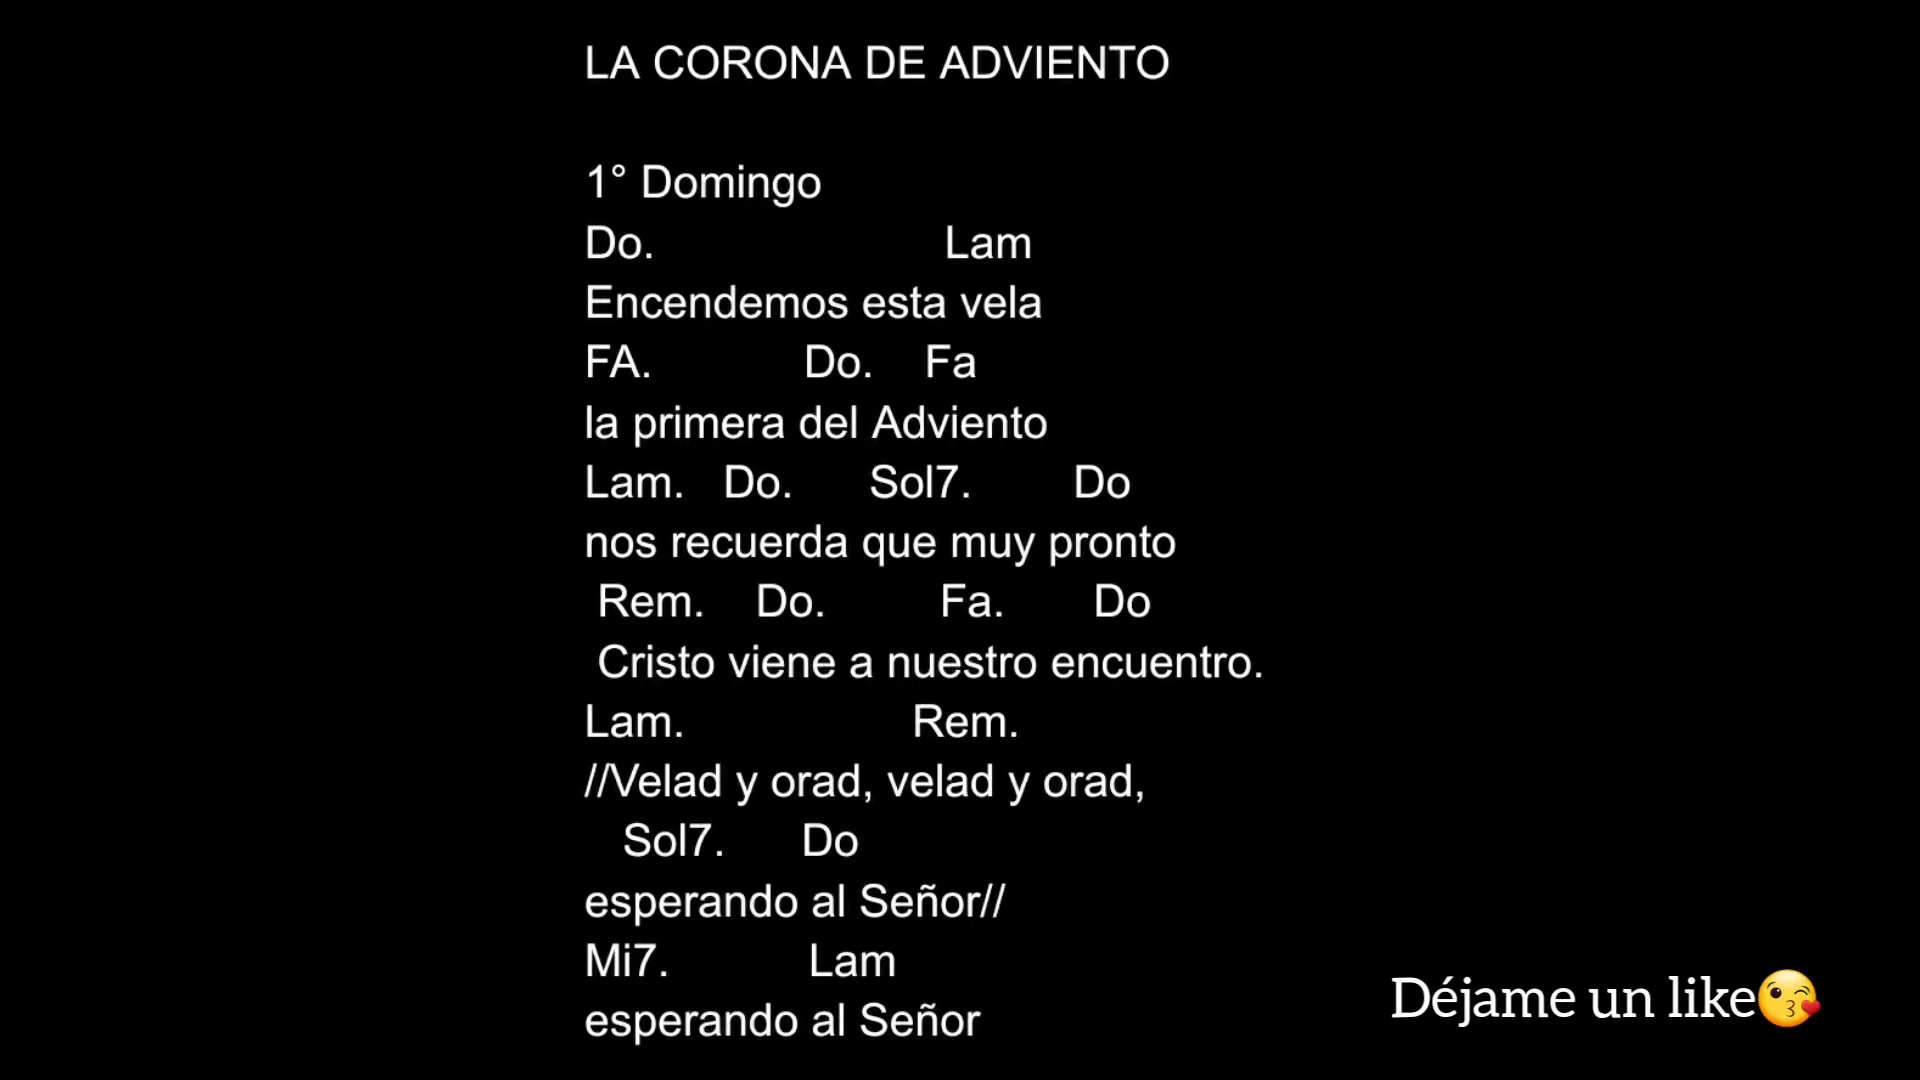 LA CORONA DE ADVIENTO
1° Domingo
Do. Lam
Encendemos esta vela
FA. Do. Fa
la primera del Adviento
Lam. Do. Sol7. Do
nos recuerda que muy pronto
Rem. Do. Fa. Do
Cristo viene a nuestro encuentro.
Lam. Rem.
//Velad y orad, velad y orad,
Sol7. Do
esperando al Señor//
Mi7. Lam
esperando al Señor
Déjame un like😘